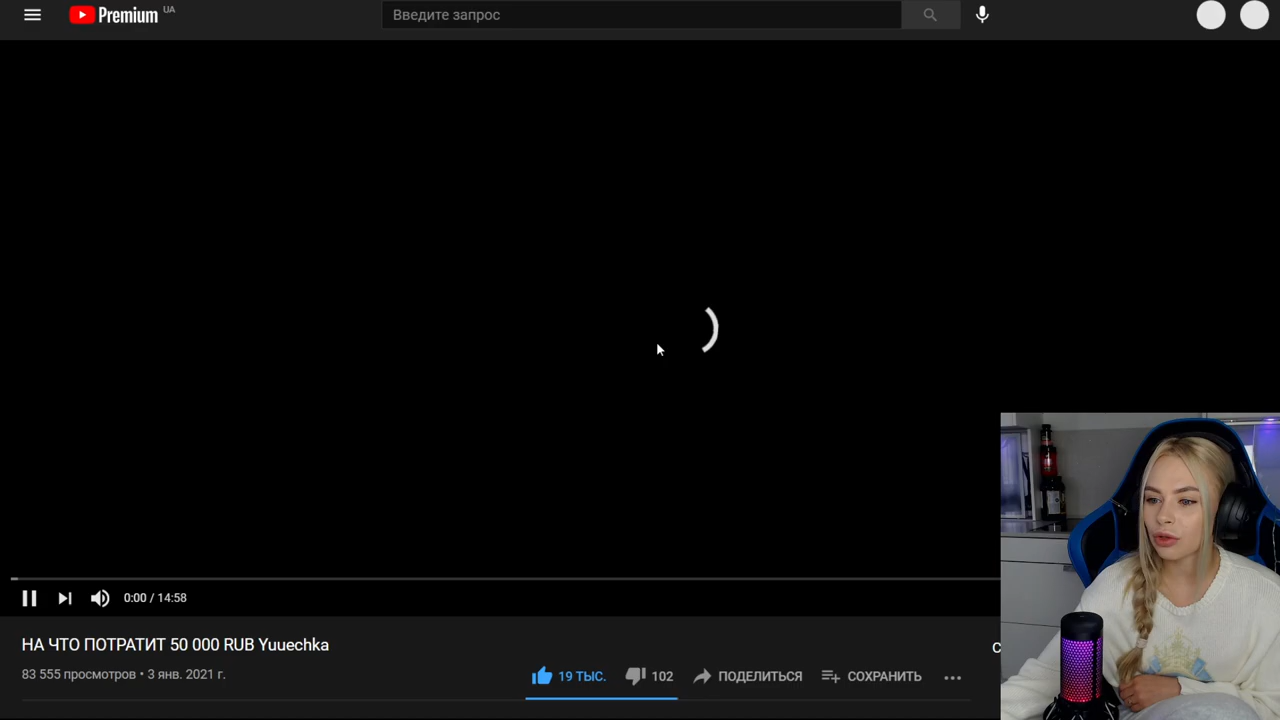 Premium UA
Введите запрос
0:00 / 14:58
НА ЧТО ПОТРАТИТ 50 000 RUB Yuuechka
С
83 555 просмотров • 3 янв. 2021 г.
19 ТЫС. 102 ПОДЕЛИТЬСЯ СОХРАНИТЬ